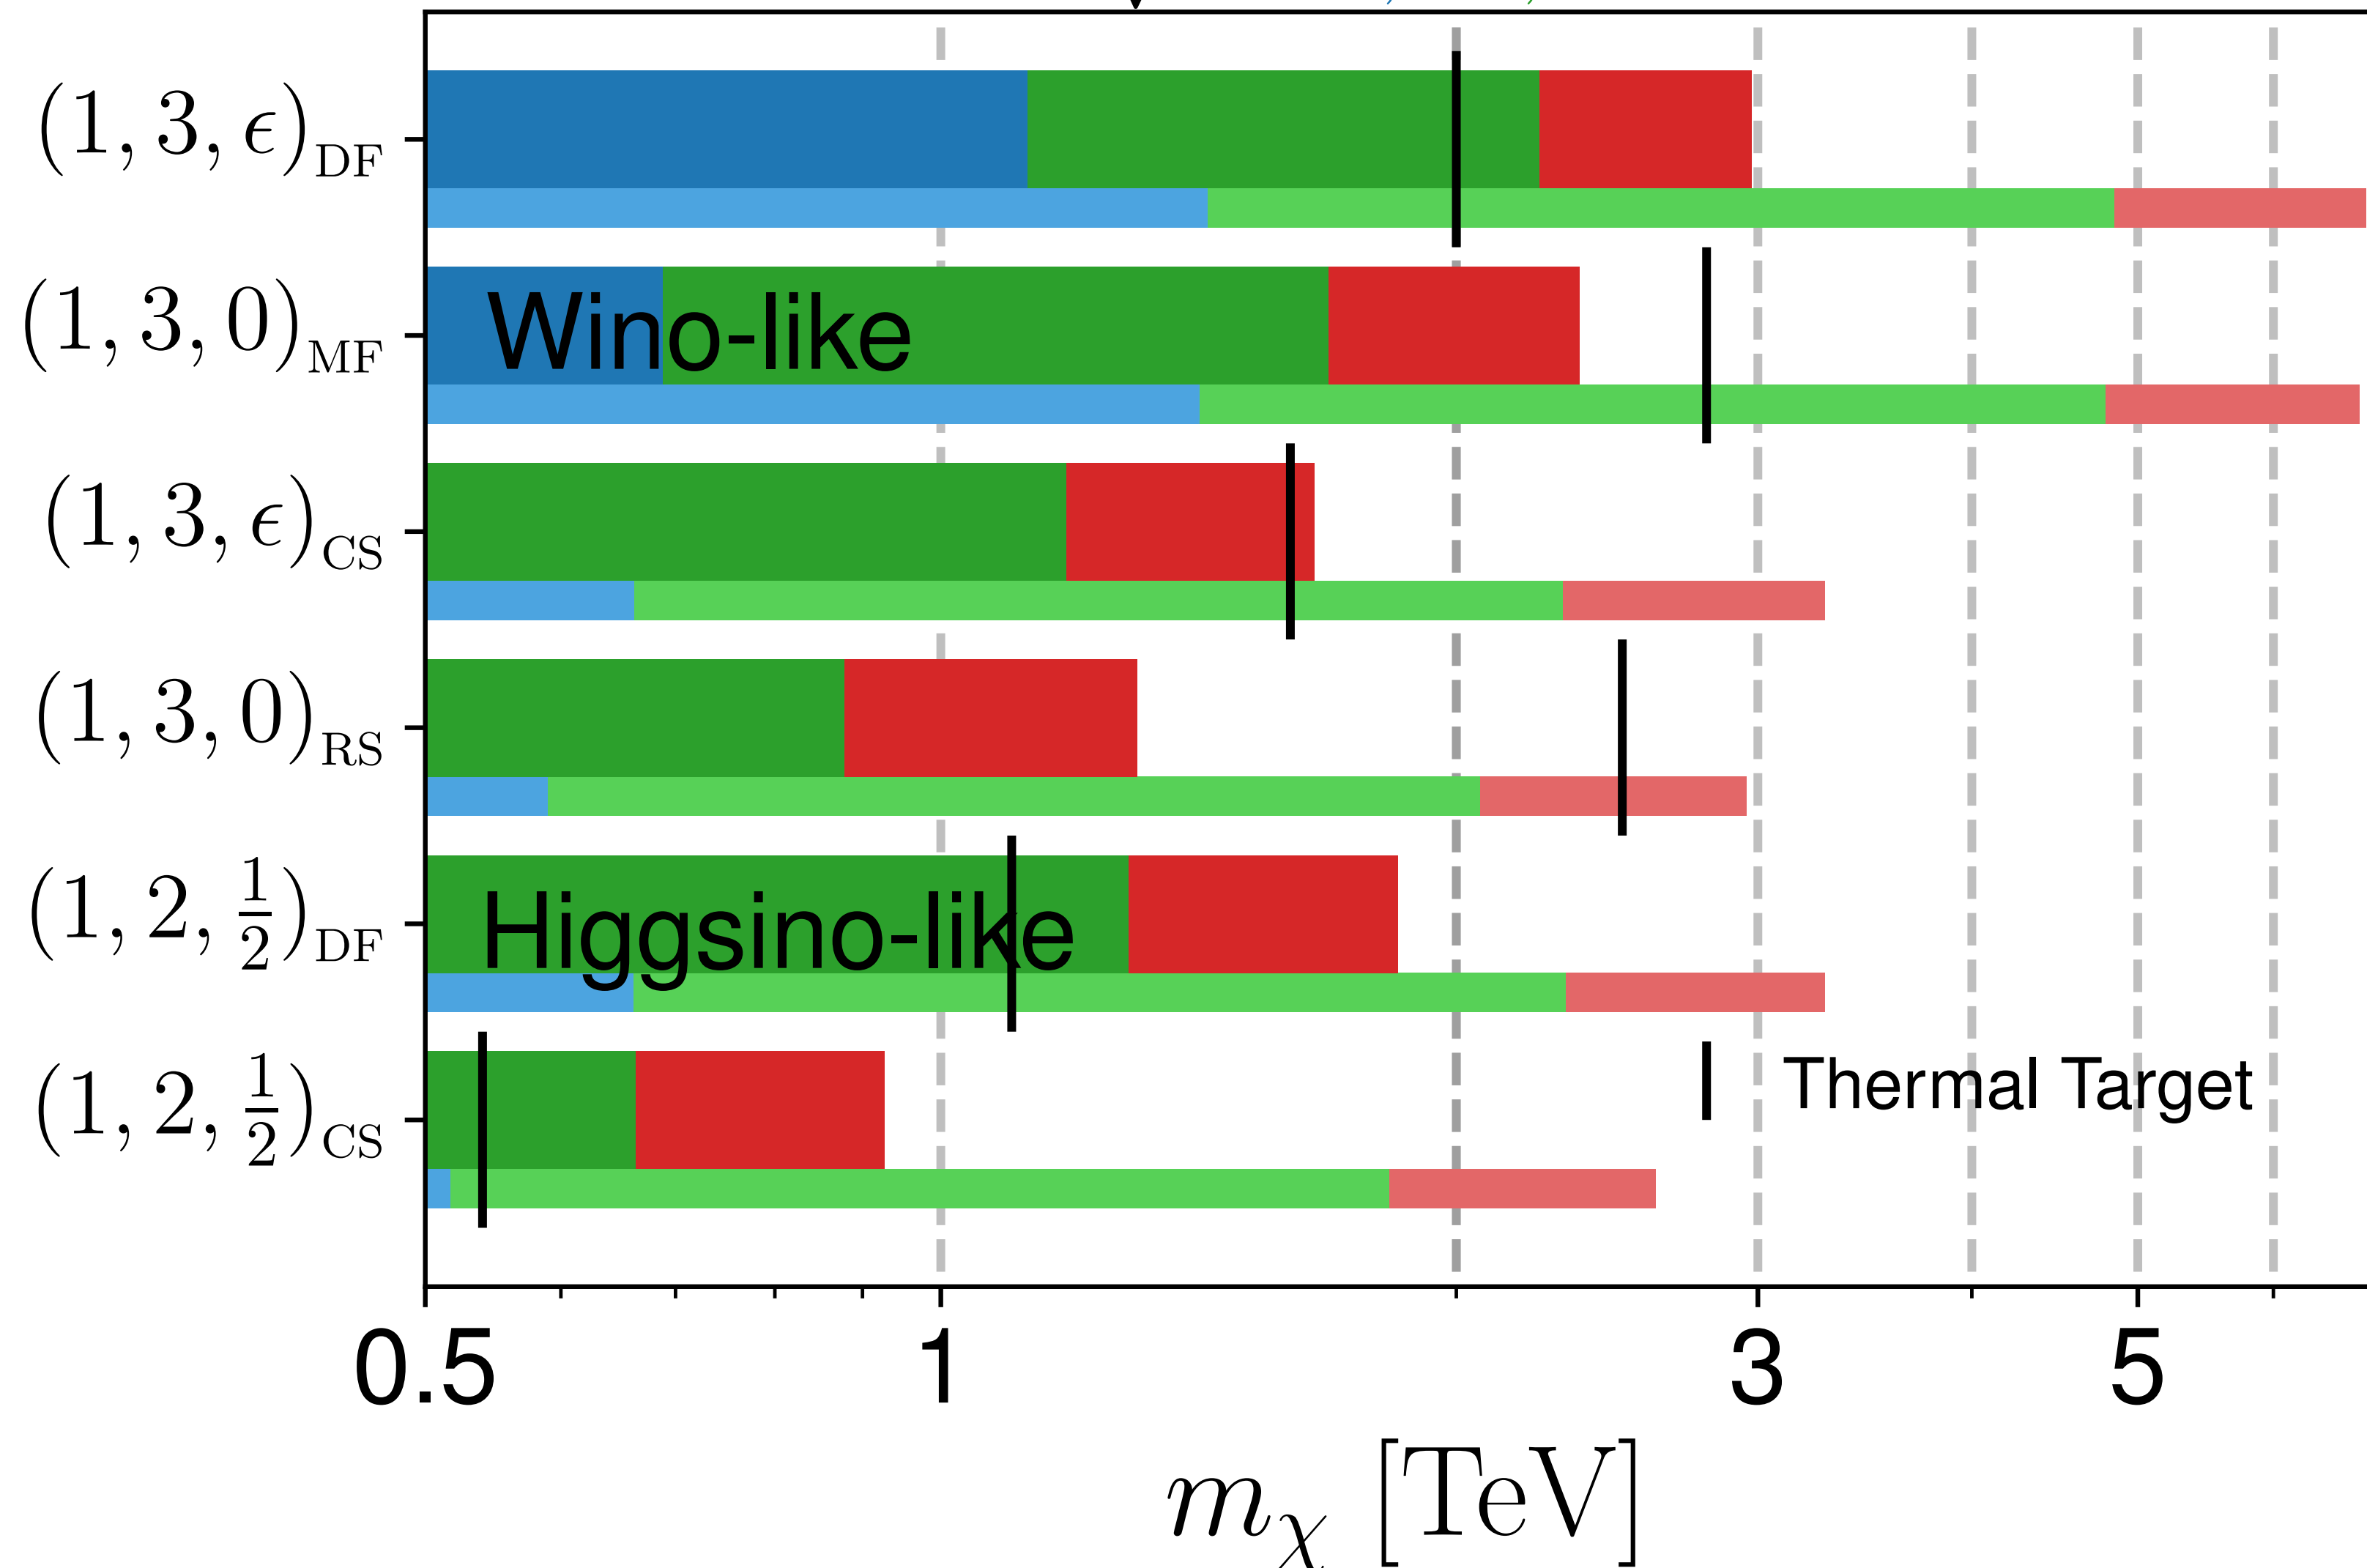 (1, 3, ϵ)DF
(1, 3, 0)MF
Wino-like
(1, 3, ϵ)CS
(1, 3, 0)RS
(1, 2, 1/2)DF
Higgsino-like
(1, 2, 1/2)CS
Thermal Target
0.5 1 3 5
mχ [TeV]